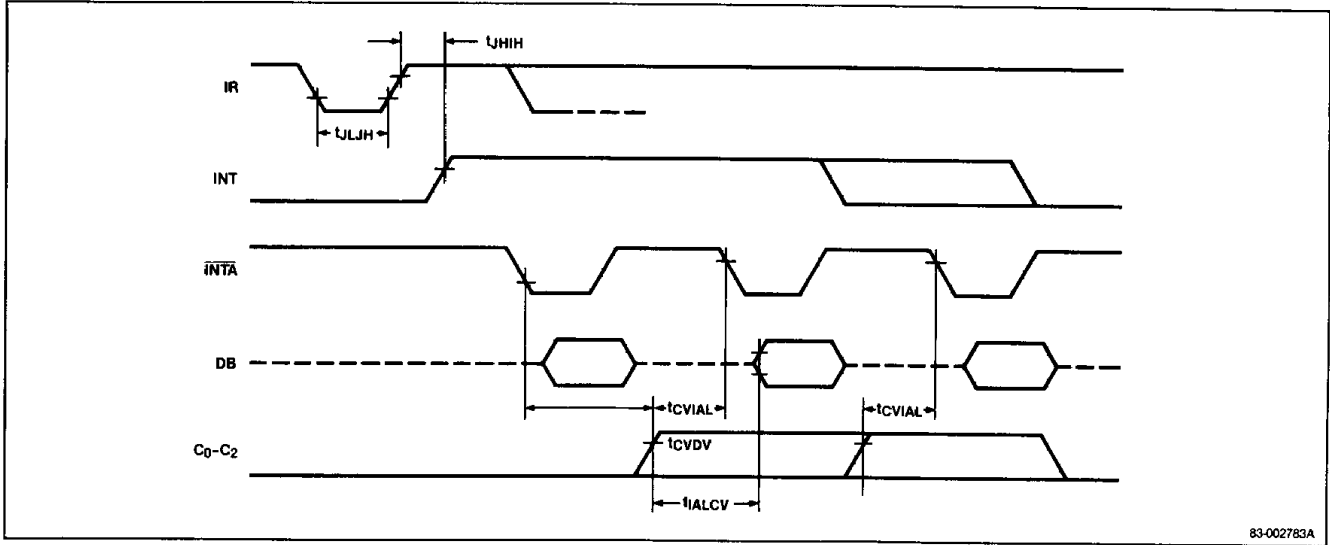 tJHIH
IR
tJLJH
INT
INTA
DB
tCVIAL
tCVIAL
C0-C2
tCVDV
tIALCV
83-002783A